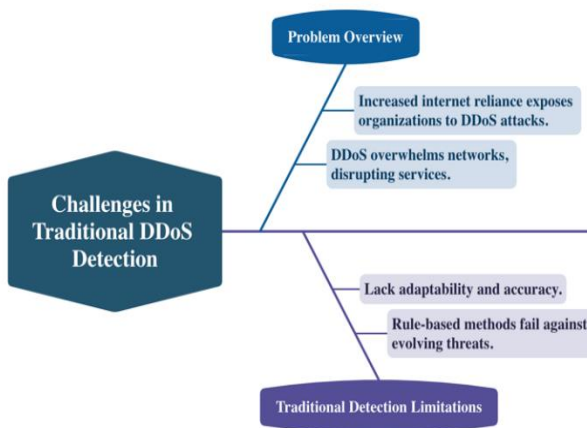 Problem Overview
Increased internet reliance exposes
organizations to DDoS attacks.
DDoS overwhelms networks,
disrupting services.
Challenges in
Traditional DDoS
Detection
Lack adaptability and accuracy.
Rule-based methods fail against
evolving threats.
Traditional Detection Limitations